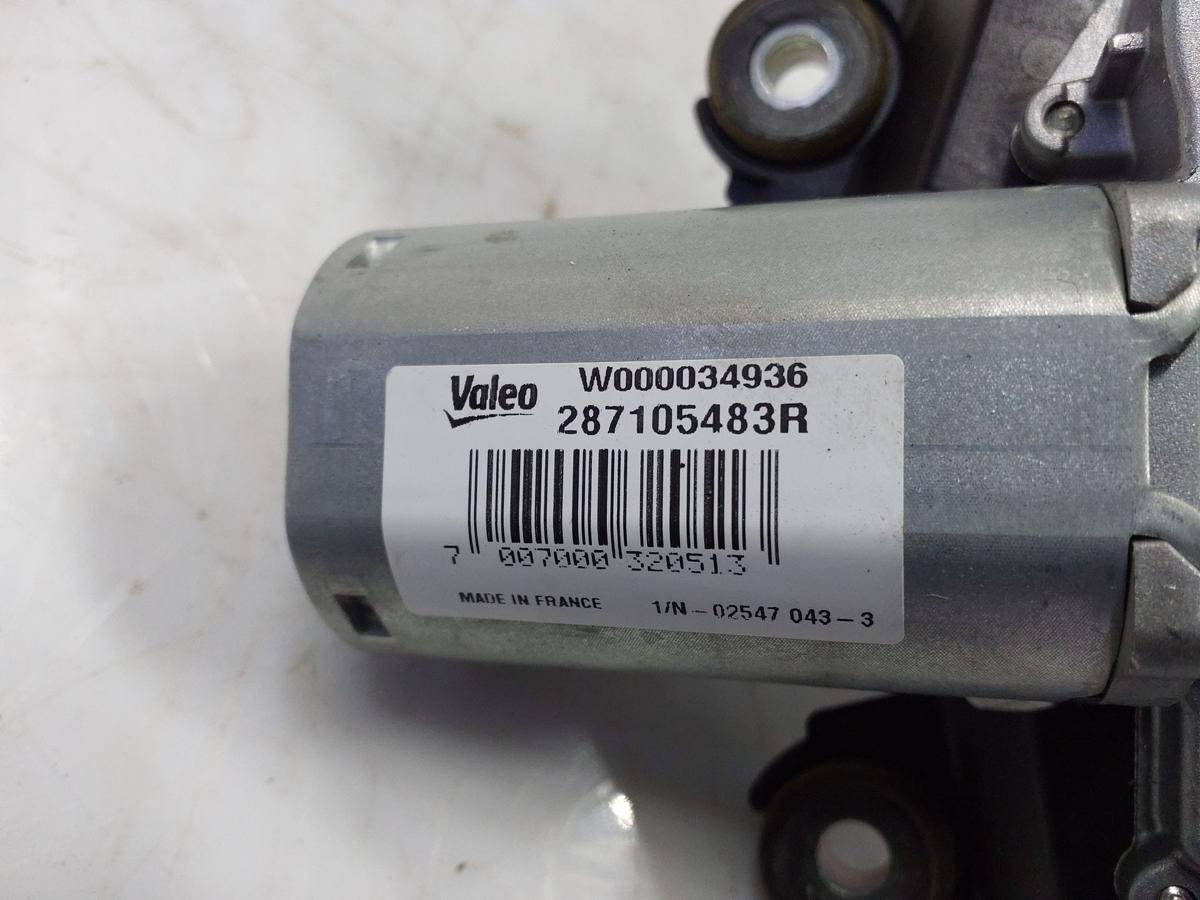 Valeo W000034936
287105483R
7 007000 320513
MADE IN FRANCE 1/N - 02547 043 - 3